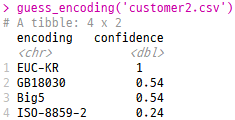 > guess_encoding('customer2.csv')
# A tibble: 4 x 2
encoding confidence
<chr> <dbl>
1 EUC-KR 1
2 GB18030 0.54
3 Big5 0.54
4 ISO-8859-2 0.24